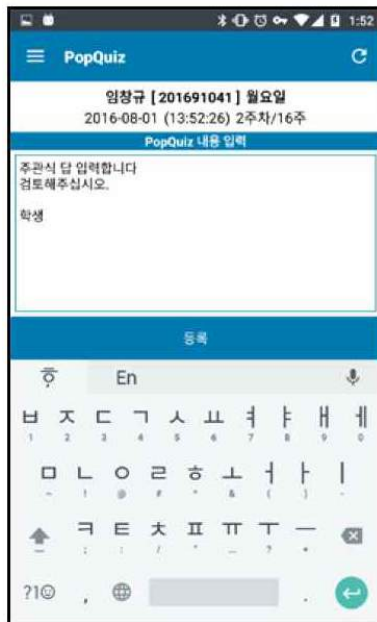 1:52
PopQuiz
임창규 [ 201691041 ] 월요일
2016-08-01 (13:52:26) 2주차/16주
PopQuiz 내용 입력
주관식 답 입력합니다
검토해주십시오.
학생
등록
En
ㅂ ㅈ ㄷ ㄱ ㅅ ㅛ ㅕ ㅑ ㅐ ㅔ
1 2 3 4 5 6 7 8 9 0
ㅁ ㄴ ㅇ ㄹ ㅎ ㅗ ㅓ ㅏ ㅣ
ㅋ ㅌ ㅊ ㅍ ㅠ ㅜ ㅡ
?1☺ , .